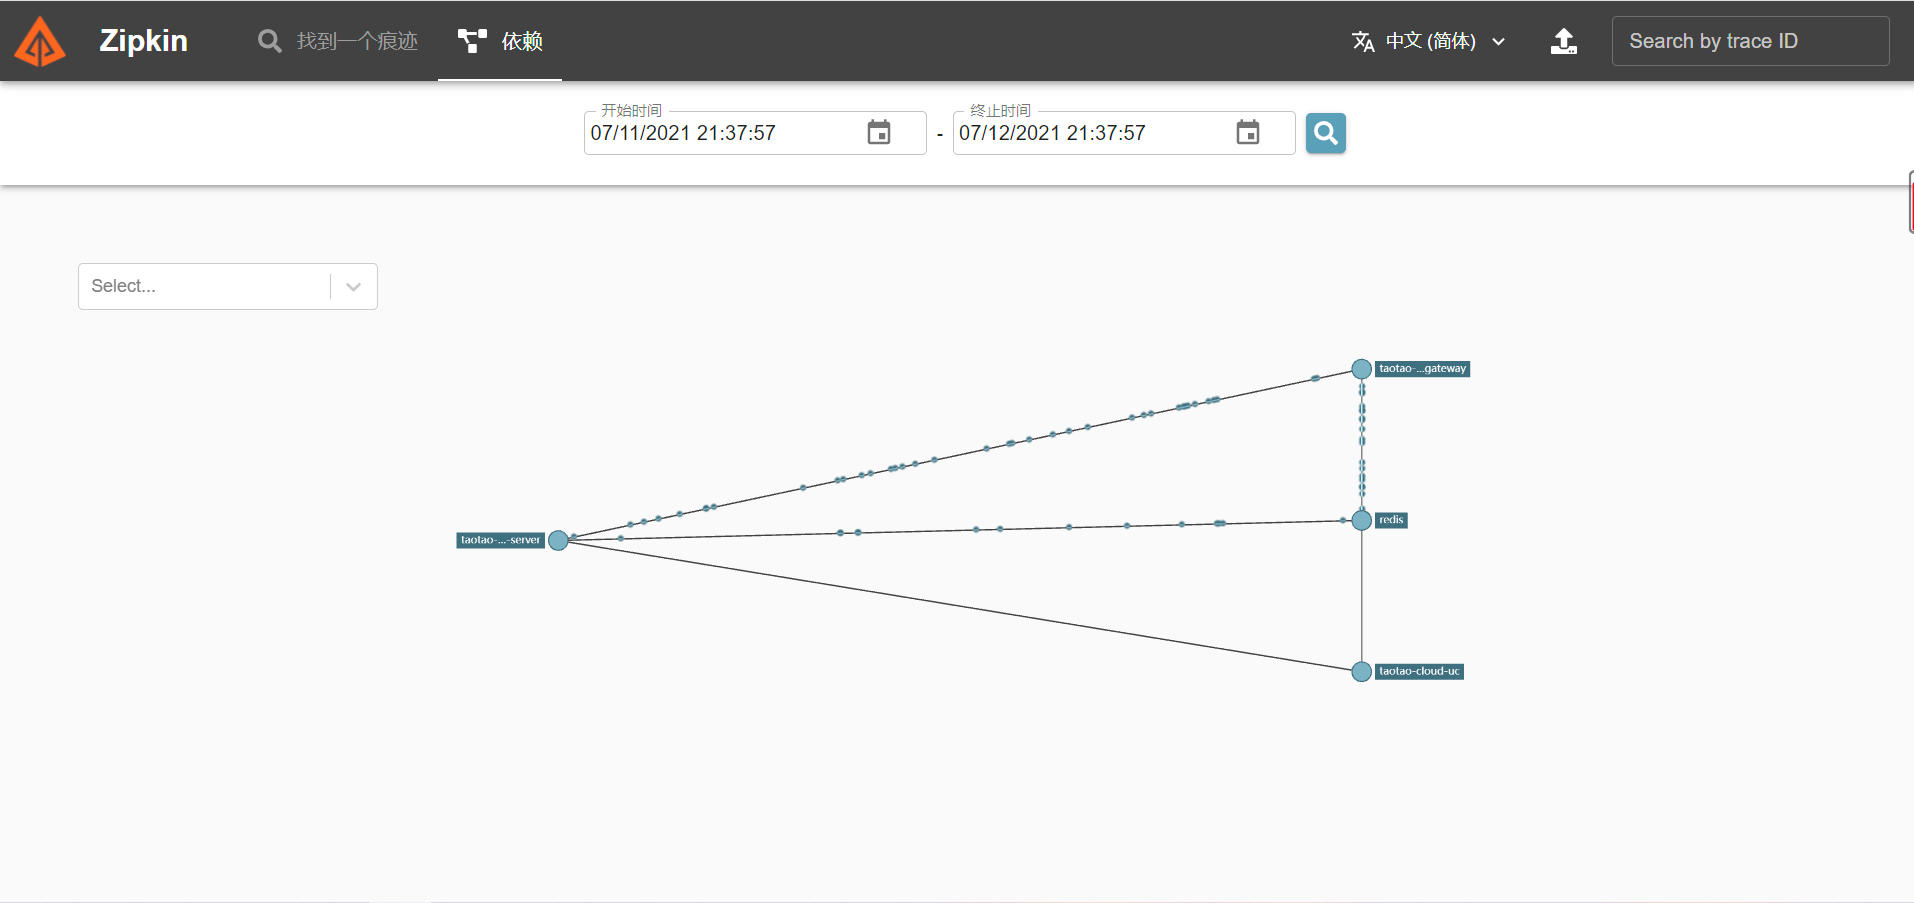 Zipkin
找到一个痕迹
依赖
中文 (简体)
Search by trace ID
开始时间
07/11/2021 21:37:57
-
终止时间
07/12/2021 21:37:57
Select...
taotao-...gateway
redis
taotao-...-server
taotao-cloud-uc